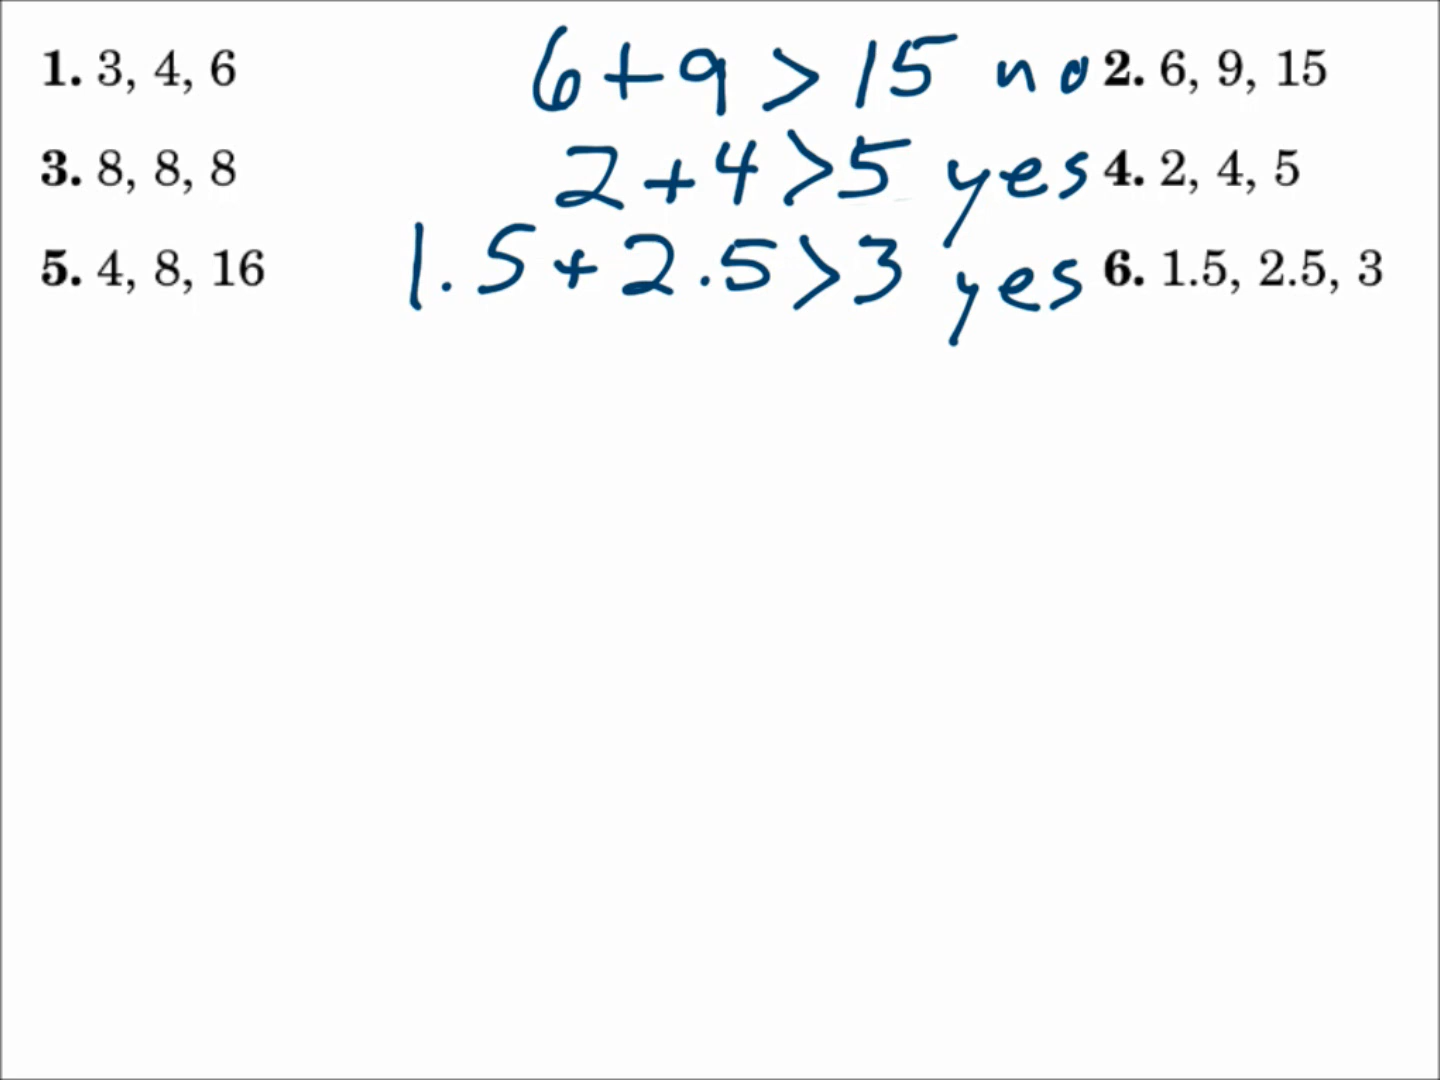 1. 3, 4, 6 6+9>15 no 2. 6, 9, 15
3. 8, 8, 8 2+4>5 yes 4. 2, 4, 5
5. 4, 8, 16 1.5+2.5>3 yes 6. 1.5, 2.5, 3